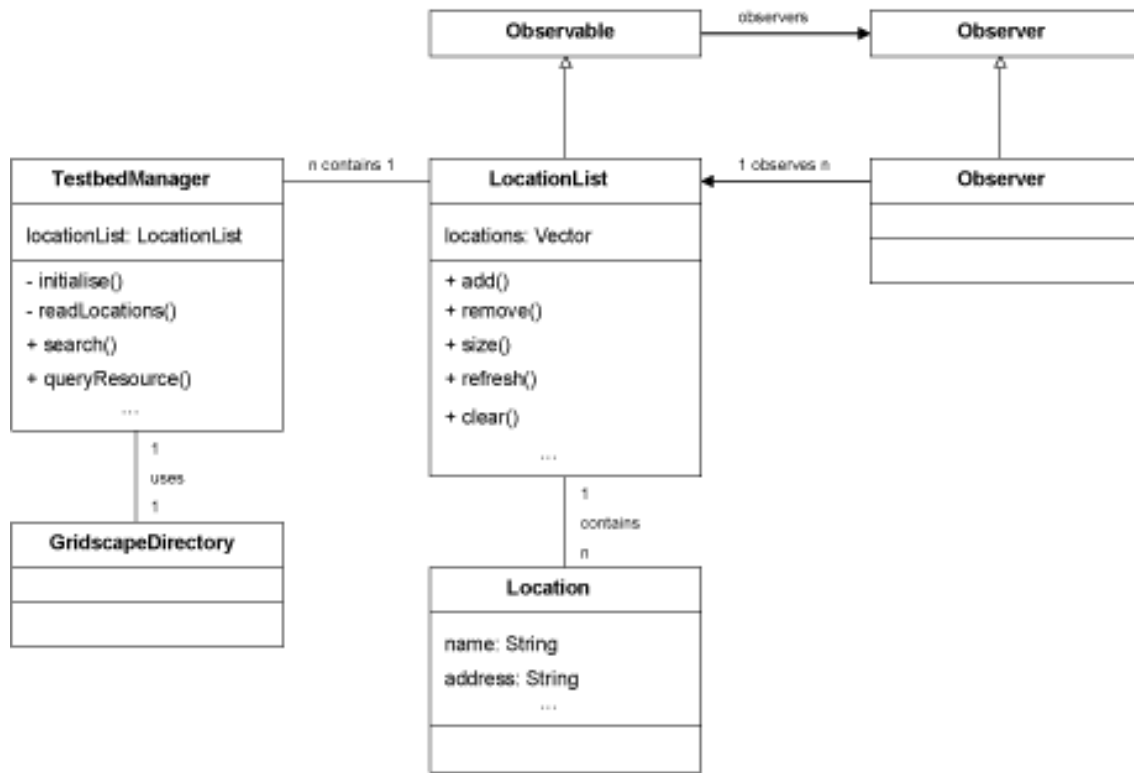 Observable
observers
Observer
TestbedManager
locationList: LocationList
- initialise()
- readLocations()
+ search()
+ queryResource()
...
n contains 1
LocationList
locations: Vector
+ add()
+ remove()
+ size()
+ refresh()
+ clear()
...
1 observes n
Observer
1
uses
1
GridscapeDirectory
1
contains
n
Location
name: String
address: String
...